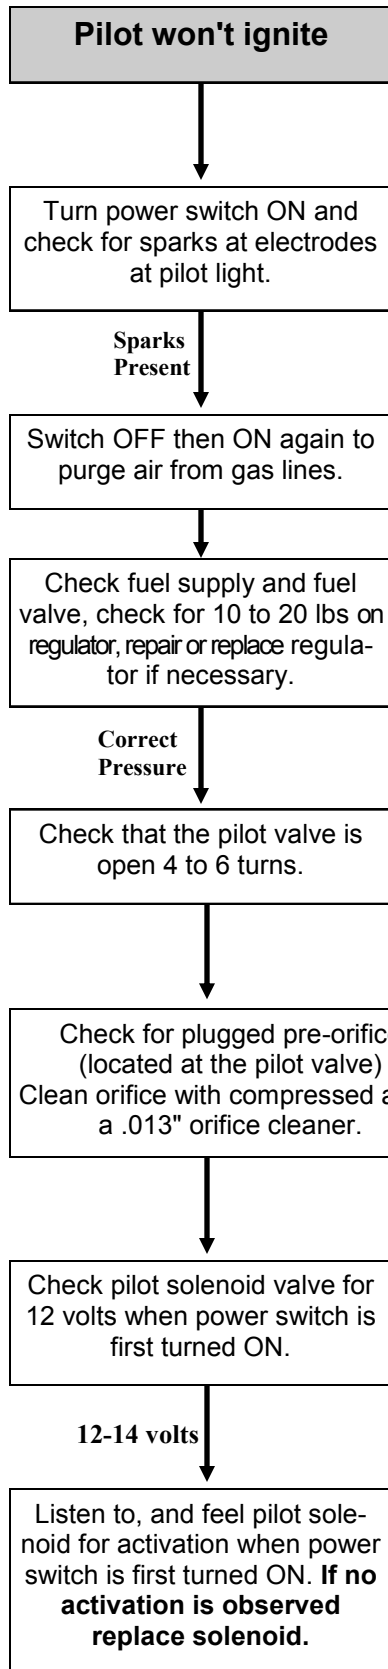 Pilot won't ignite
Turn power switch ON and
check for sparks at electrodes
at pilot light.
Sparks
Present
Switch OFF then ON again to
purge air from gas lines.
Check fuel supply and fuel
valve, check for 10 to 20 lbs on
regulator, repair or replace regula-
tor if necessary.
Correct
Pressure
Check that the pilot valve is
open 4 to 6 turns.
Check for plugged pre-orific
(located at the pilot valve)
Clean orifice with compressed
a .013" orifice cleaner.
Check pilot solenoid valve for
12 volts when power switch is
first turned ON.
12-14 volts
Listen to, and feel pilot sole-
noid for activation when power
switch is first turned ON. If no
activation is observed
replace solenoid.